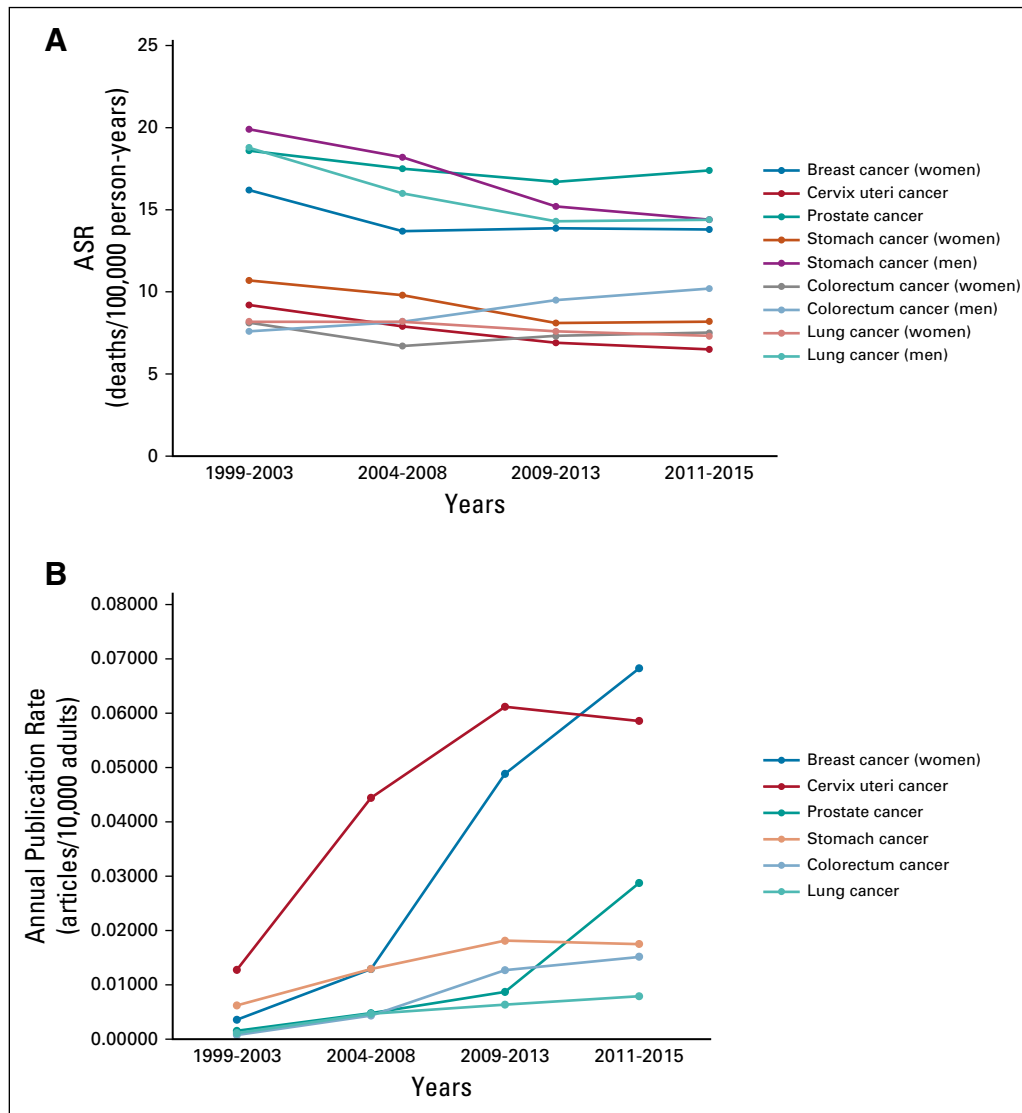 A
25
20
15
10
5
0
ASR
(deaths/100,000 person-years)
1999-2003 2004-2008 2009-2013 2011-2015
Years
Breast cancer (women)
Cervix uteri cancer
Prostate cancer
Stomach cancer (women)
Stomach cancer (men)
Colorectum cancer (women)
Colorectum cancer (men)
Lung cancer (women)
Lung cancer (men)
B
0.08000
0.07000
0.06000
0.05000
0.04000
0.03000
0.02000
0.01000
0.00000
Annual Publication Rate
(articles/10,000 adults)
1999-2003 2004-2008 2009-2013 2011-2015
Years
Breast cancer (women)
Cervix uteri cancer
Prostate cancer
Stomach cancer
Colorectum cancer
Lung cancer